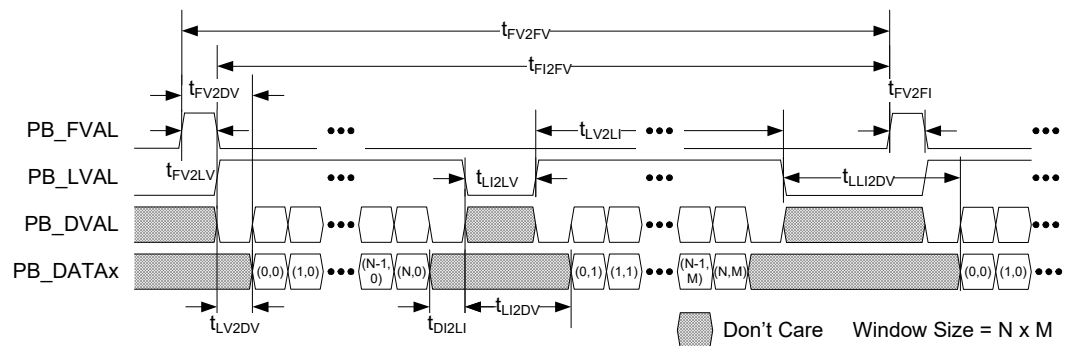 tFV2FV
tFI2FV
tFV2DV tFV2FI
PB_FVAL ••• tLV2LI ••• •••
PB_LVAL tFV2LV tLI2LV tLLI2DV
PB_DVAL ••• ••• •••
PB_DATAx (0,0) (1,0) ••• (N-1, 0) (N,0) (0,1) (1,1) ••• (N-1, M) (N,M) (0,0) (1,0) •••
tLV2DV tDI2LI tLI2DV
Don't Care Window Size = N x M